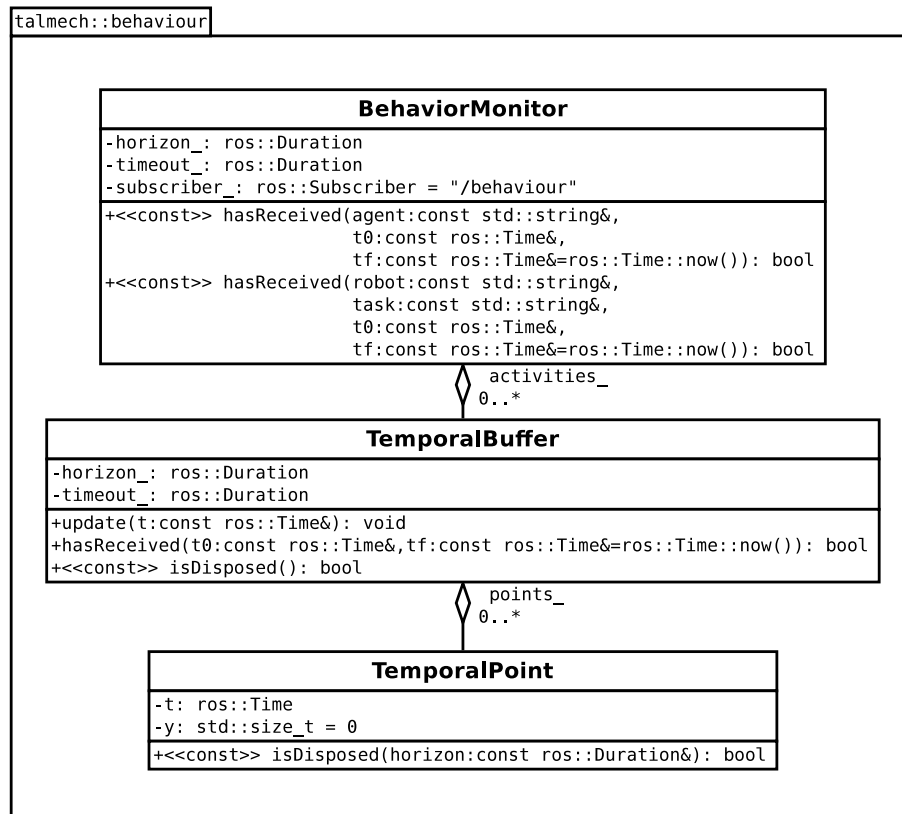 talmech::behaviour
BehaviorMonitor
-horizon_: ros::Duration
-timeout_: ros::Duration
-subscriber_: ros::Subscriber = "/behaviour"
+<<const>> hasReceived(agent:const std::string&,
t0:const ros::Time&,
tf:const ros::Time&=ros::Time::now()): bool
+<<const>> hasReceived(robot:const std::string&,
task:const std::string&,
t0:const ros::Time&,
tf:const ros::Time&=ros::Time::now()): bool
activities_
0..*
TemporalBuffer
-horizon_: ros::Duration
-timeout_: ros::Duration
+update(t:const ros::Time&): void
+hasReceived(t0:const ros::Time&,tf:const ros::Time&=ros::Time::now()): bool
+<<const>> isDisposed(): bool
points_
0..*
TemporalPoint
-t: ros::Time
-y: std::size_t = 0
+<<const>> isDisposed(horizon:const ros::Duration&): bool